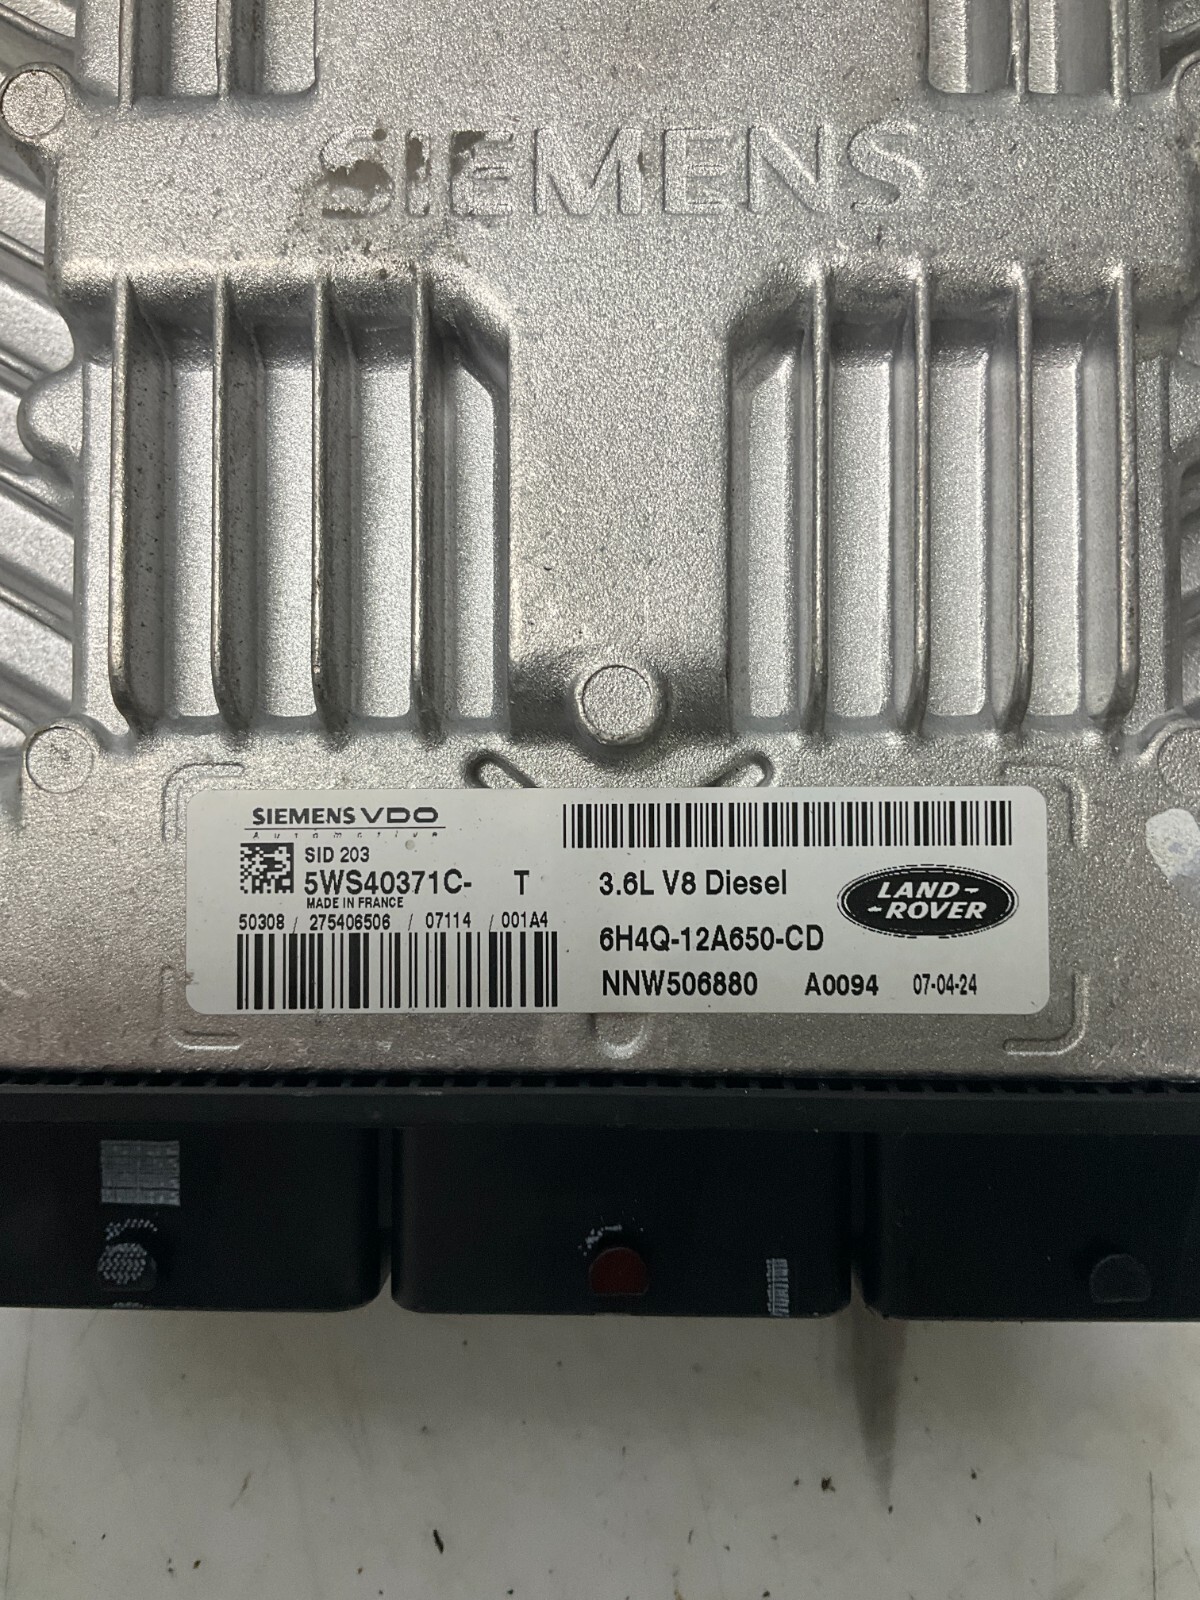 SIEMENS
SIEMENS VDO
Automotive
SID 203
5WS40371C- T
MADE IN FRANCE
50308 / 275406506 / 07114 / 001A4
3.6L V8 Diesel
LAND-
-ROVER
6H4Q-12A650-CD
NNW506880 A0094 07-04-24